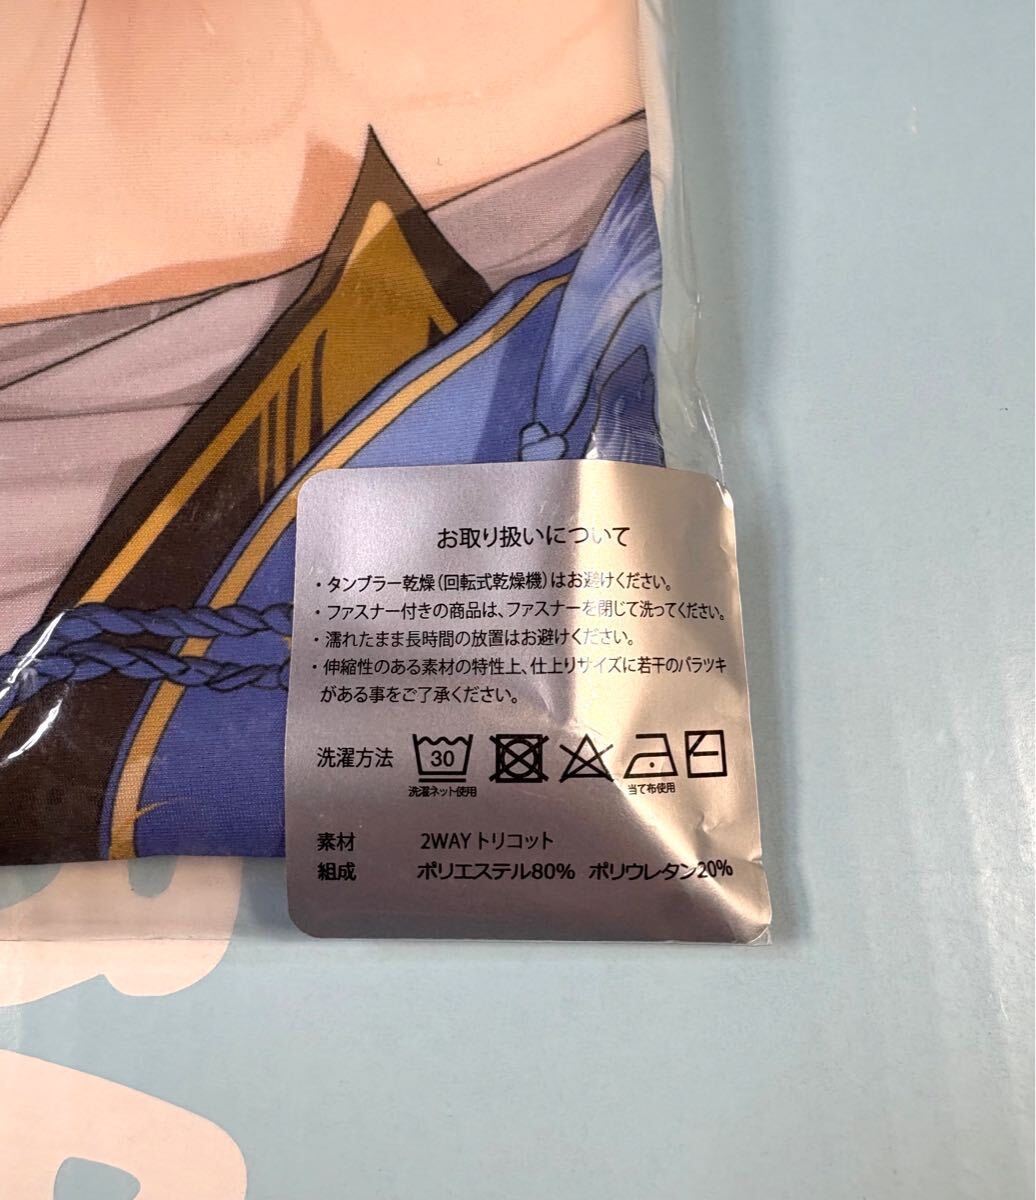 お取り扱いについて
・タンブラー乾燥(回転式乾燥機)はお避けください。
・ファスナー付きの商品は、ファスナーを閉じて洗ってください。
・濡れたまま長時間の放置はお避けください。
・伸縮性のある素材の特性上、仕上りサイズに若干のバラツキ
がある事をご了承ください。
洗濯方法 30
洗濯ネット使用 当て布使用
素材 2WAYトリコット
組成 ポリエステル80% ポリウレタン20%